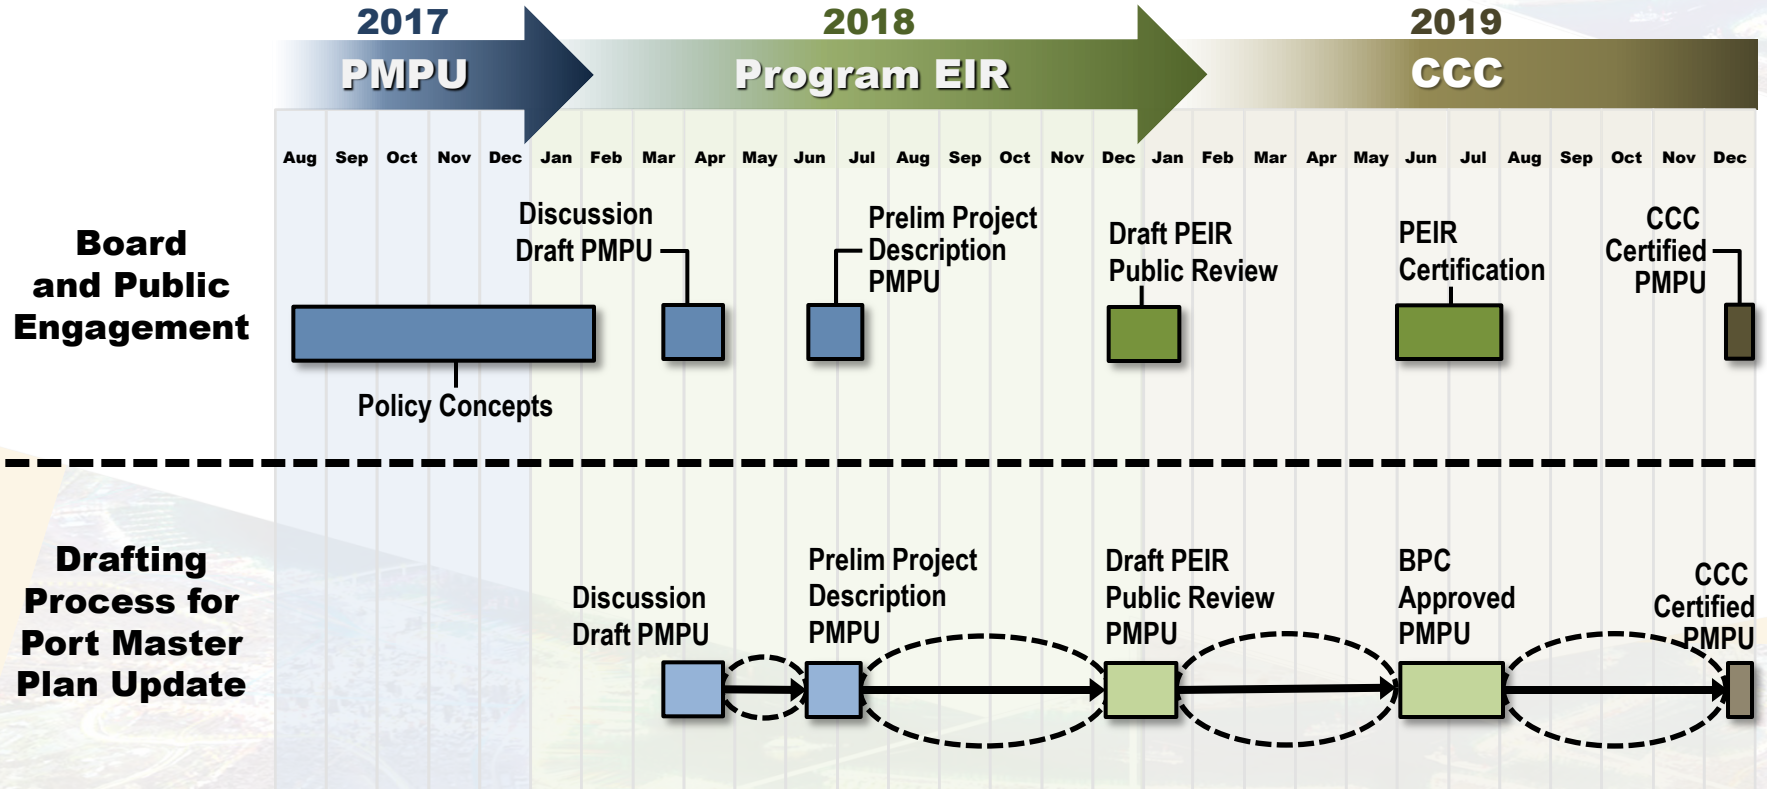 2017
2018
2019
PMPU
Program EIR
CCC
Aug Sep Oct Nov Dec Jan Feb Mar Apr May Jun Jul Aug Sep Oct Nov Dec Jan Feb Mar Apr May Jun Jul Aug Sep Oct Nov Dec
Board
and Public
Engagement
Discussion
Draft PMPU
Prelim Project
Description
PMPU
Draft PEIR
Public Review
PEIR
Certification
CCC
Certified
PMPU
Policy Concepts
Drafting
Process for
Port Master
Plan Update
Discussion
Draft PMPU
Prelim Project
Description
PMPU
Draft PEIR
Public Review
PMPU
BPC
Approved
PMPU
CCC
Certified
PMPU